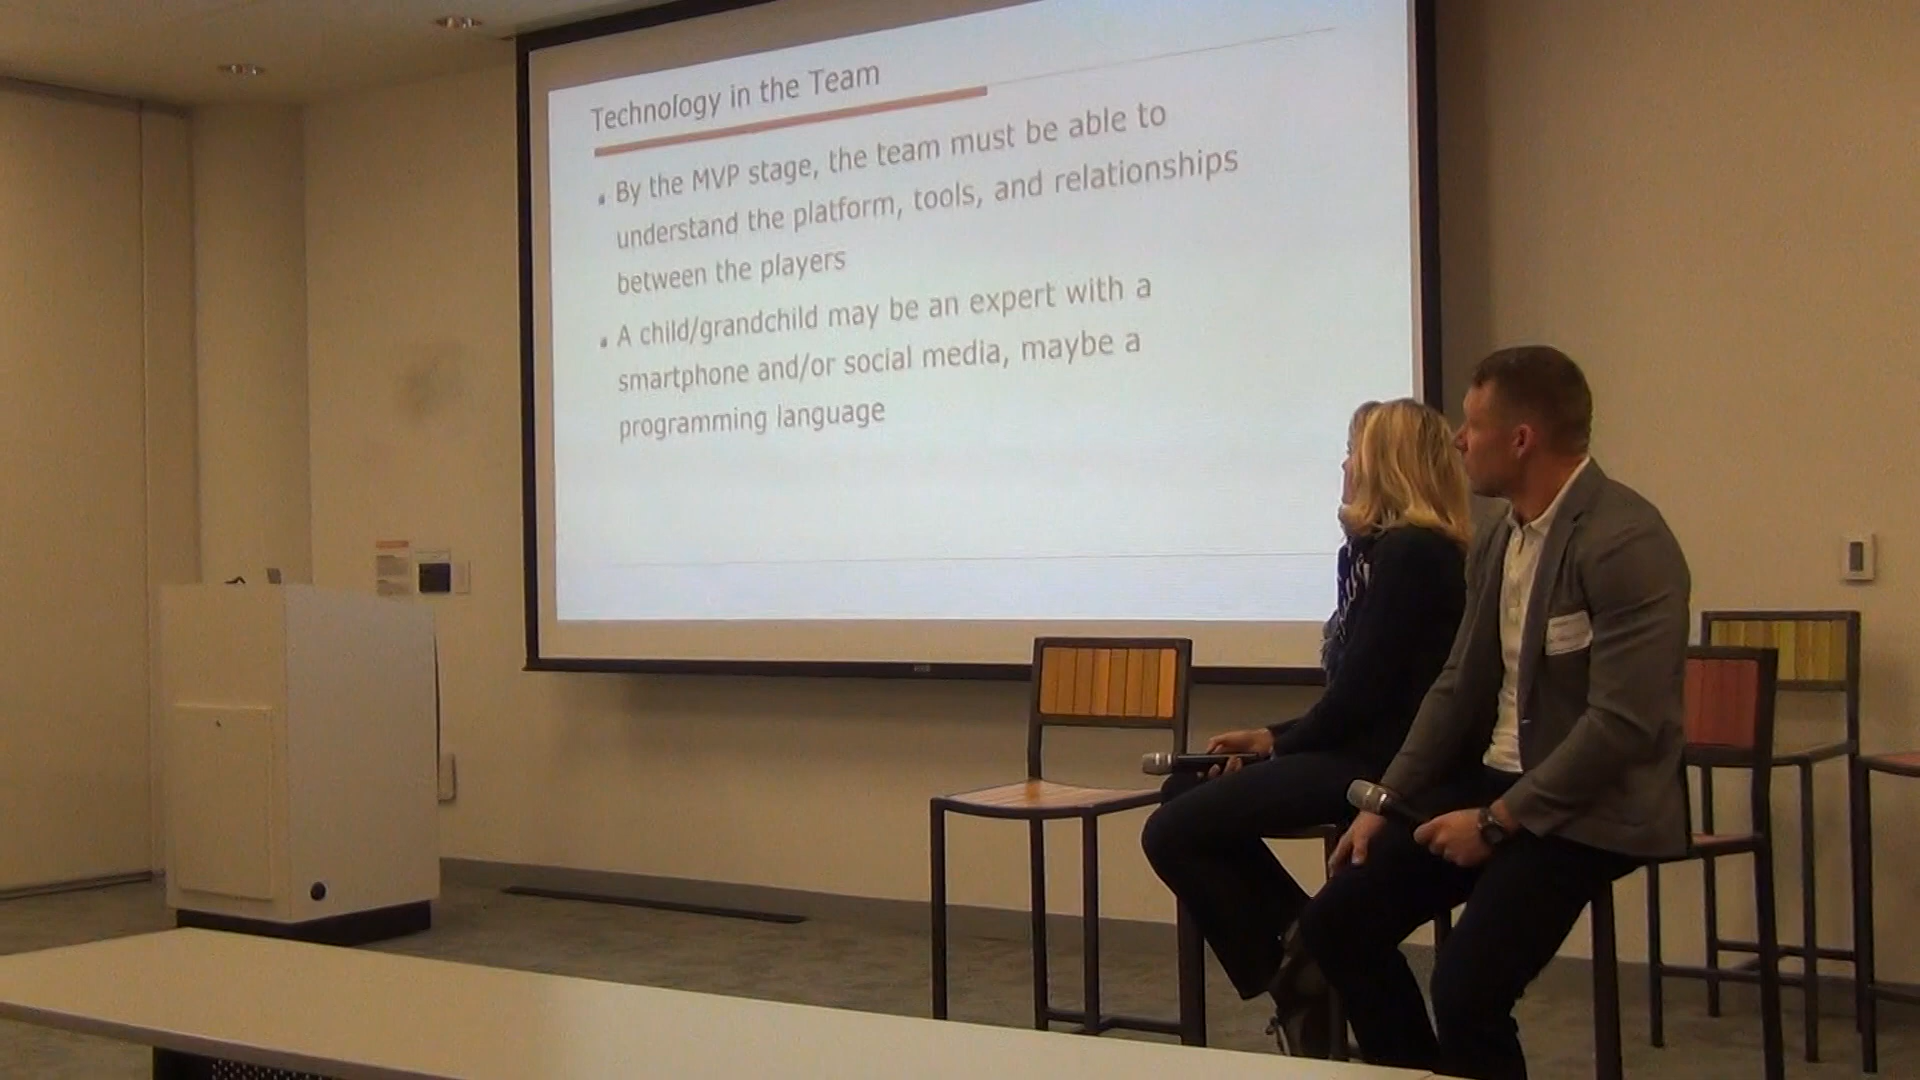 Technology in the Team
By the MVP stage, the team must be able to
understand the platform, tools, and relationships
between the players
A child/grandchild may be an expert with a
smartphone and/or social media, maybe a
programming language